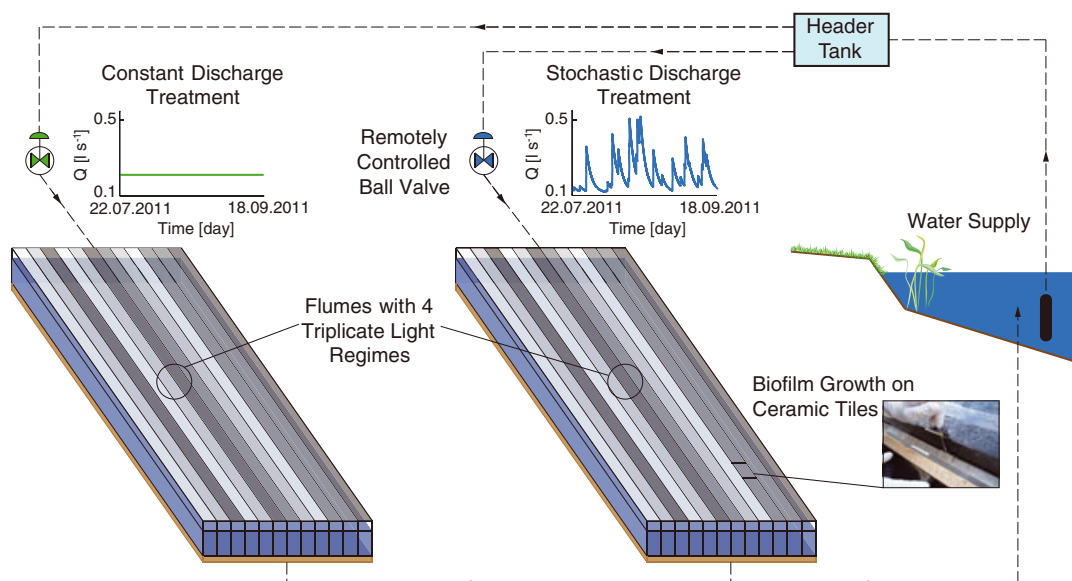 Header
Tank
Constant Discharge
Treatment
Q [l s⁻¹]
0.5
0.1
22.07.2011
18.09.2011
Time [day]
Remotely
Controlled
Ball Valve
Stochastic Discharge
Treatment
Q [l s⁻¹]
0.5
0.1
22.07.2011
18.09.2011
Time [day]
Water Supply
Flumes with 4
Triplicate Light
Regimes
Biofilm Growth on
Ceramic Tiles